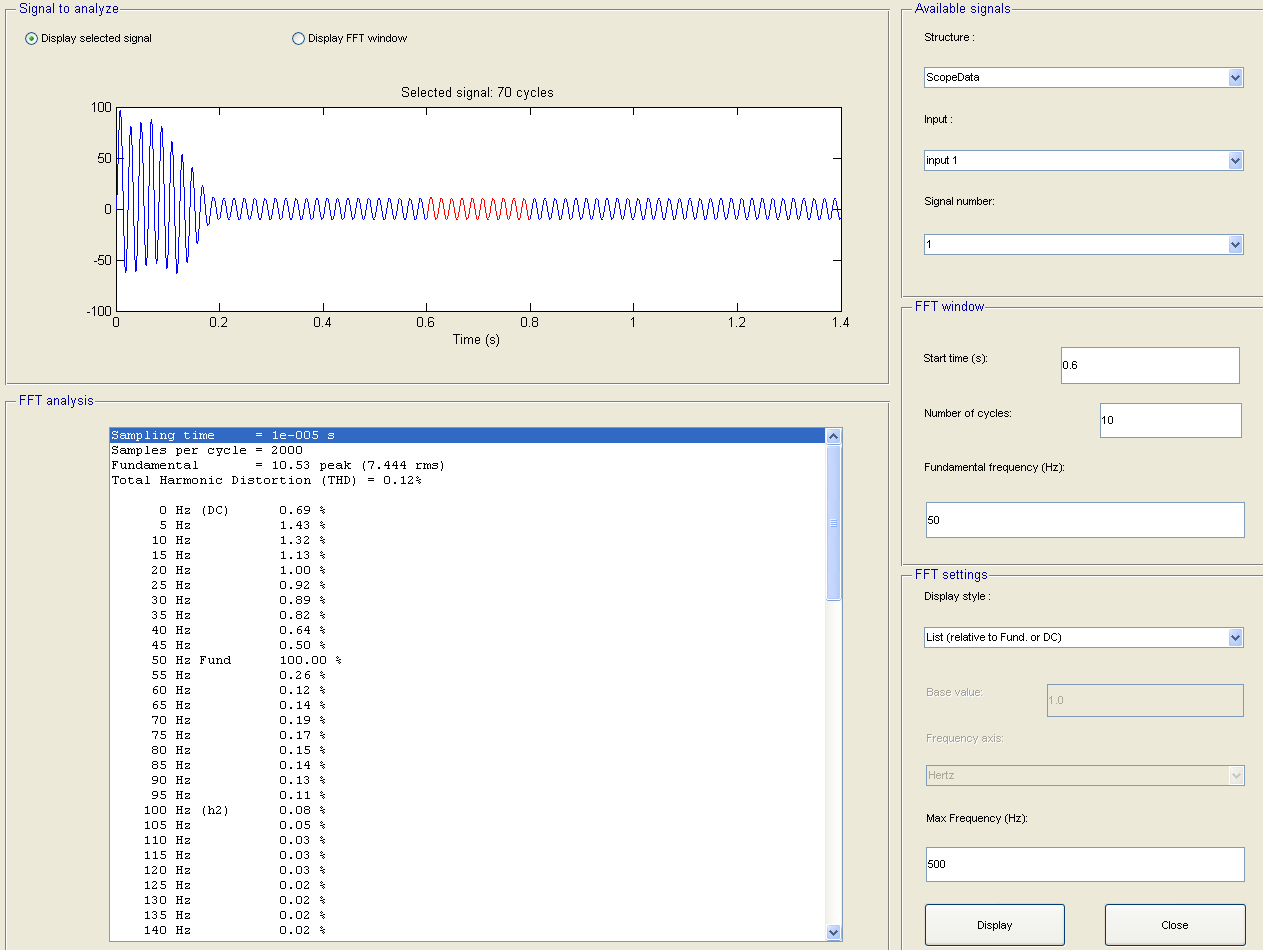 Signal to analyze
Display selected signal
Display FFT window
Selected signal: 70 cycles
100
50
0
-50
-100
0
0.2
0.4
0.6
0.8
1
1.2
1.4
Time (s)
FFT analysis
Sampling time = 1e-005 s
Samples per cycle = 2000
Fundamental = 10.53 peak (7.444 rms)
Total Harmonic Distortion (THD) = 0.12%
0 Hz (DC) 0.69 %
5 Hz 1.43 %
10 Hz 1.32 %
15 Hz 1.13 %
20 Hz 1.00 %
25 Hz 0.92 %
30 Hz 0.89 %
35 Hz 0.82 %
40 Hz 0.64 %
45 Hz 0.50 %
50 Hz Fund 100.00 %
55 Hz 0.26 %
60 Hz 0.12 %
65 Hz 0.14 %
70 Hz 0.19 %
75 Hz 0.17 %
80 Hz 0.15 %
85 Hz 0.14 %
90 Hz 0.13 %
95 Hz 0.11 %
100 Hz (h2) 0.08 %
105 Hz 0.05 %
110 Hz 0.03 %
115 Hz 0.03 %
120 Hz 0.03 %
125 Hz 0.02 %
130 Hz 0.02 %
135 Hz 0.02 %
140 Hz 0.02 %
Available signals
Structure :
ScopeData
Input :
input 1
Signal number:
1
FFT window
Start time (s):
0.6
Number of cycles:
10
Fundamental frequency (Hz):
50
FFT settings
Display style :
List (relative to Fund. or DC)
Base value:
1.0
Frequency axis:
Hertz
Max Frequency (Hz):
500
Display
Close